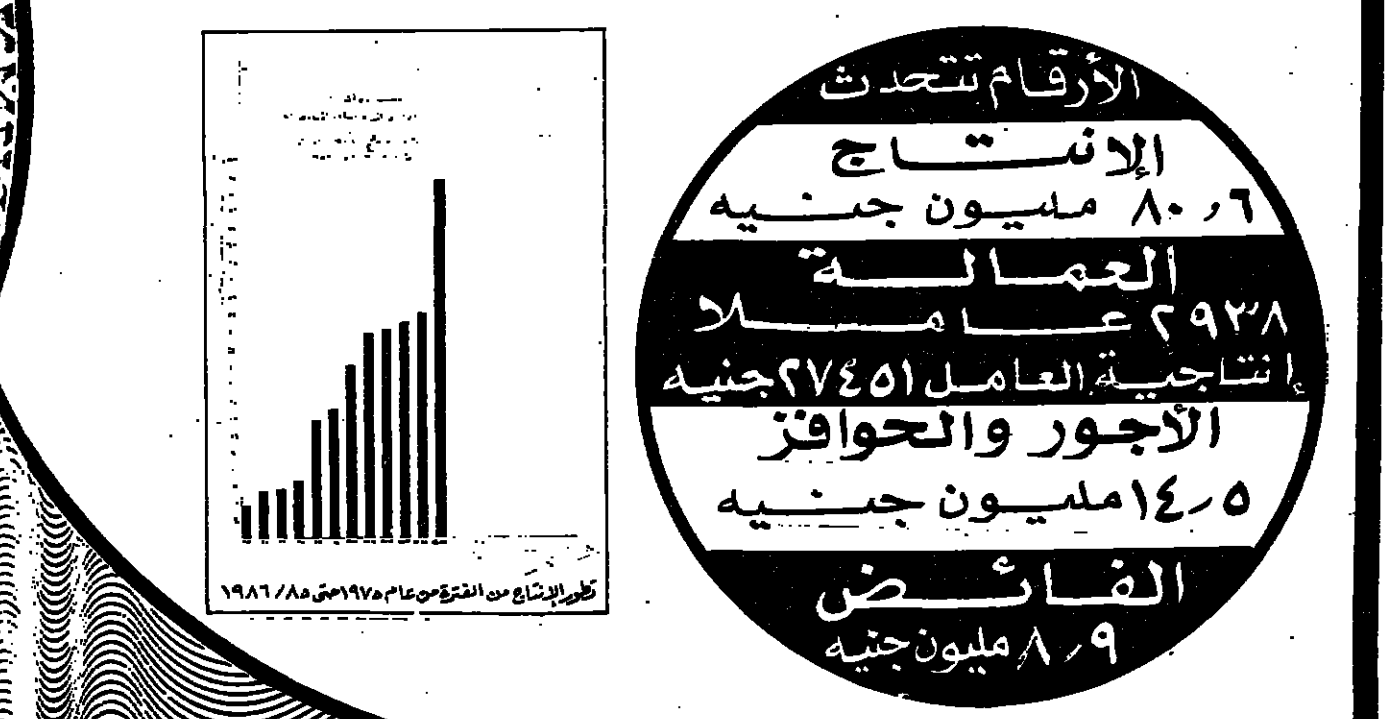 الأرقام تتحدث
الإنتاج
٨٠٫٦ مليون جنيه
العمالة
٢٩٣٨ عاملا
إنتاجية العامل ٢٧٤٥١ جنيه
الأجور والحوافز
١٤٫٥ مليون جنيه
الفائض
٨٫٩ مليون جنيه
تطور الإنتاج من الفترة من عام ١٩٧٥ حتى ٨٥/ ١٩٨٦